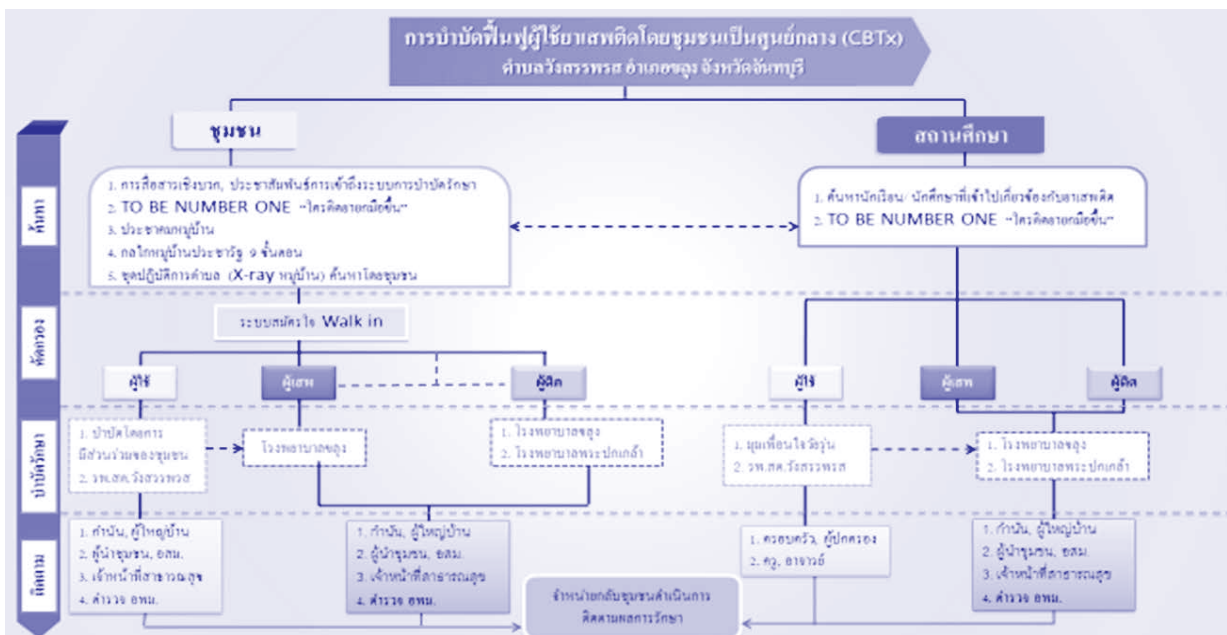 การบำบัดฟื้นฟูผู้ใช้ยาเสพติดโดยชุมชนเป็นศูนย์กลาง (CBTx)
ตำบลวังสรรพรส อำเภอขลุง จังหวัดจันทบุรี
ชุมชน
สถานศึกษา
ค้นหา
1. การสื่อสารเชิงบวก, ประชาสัมพันธ์การเข้าถึงระบบการบำบัดรักษา
2. TO BE NUMBER ONE "ใครติดยายกมือขึ้น"
3. ประชาคมหมู่บ้าน
4. กลไกหมู่บ้านประชารัฐ 9 ขั้นตอน
5. ชุดปฏิบัติการตำบล (X-ray หมู่บ้าน) ค้นหาโดยชุมชน
1. ค้นหานักเรียน/ นักศึกษาที่เข้าไปเกี่ยวข้องกับยาเสพติด
2. TO BE NUMBER ONE "ใครติดยายกมือขึ้น"
คัดกรอง
ระบบสมัครใจ Walk in
ผู้ใช้
ผู้เสพ
ผู้ติด
ผู้ใช้
ผู้เสพ
ผู้ติด
บำบัดรักษา
1. บำบัดโดยการ
มีส่วนร่วมของชุมชน
2. รพ.สต.วังสรรพรส
โรงพยาบาลขลุง
1. โรงพยาบาลขลุง
2. โรงพยาบาลพระปกเกล้า
1. มุมเพื่อนใจวัยรุ่น
2. รพ.สต.วังสรรพรส
1. โรงพยาบาลขลุง
2. โรงพยาบาลพระปกเกล้า
ติดตาม
1. กำนัน, ผู้ใหญ่บ้าน
2. ผู้นำชุมชน, อสม.
3. เจ้าหน้าที่สาธารณสุข
4. ตำรวจ อพม.
1. กำนัน, ผู้ใหญ่บ้าน
2. ผู้นำชุมชน, อสม.
3. เจ้าหน้าที่สาธารณสุข
4. ตำรวจ อพม.
1. ครอบครัว, ผู้ปกครอง
2. ครู, อาจารย์
1. กำนัน, ผู้ใหญ่บ้าน
2. ผู้นำชุมชน, อสม.
3. เจ้าหน้าที่สาธารณสุข
4. ตำรวจ อพม.
จำหน่ายกลับชุมชนดำเนินการ
ติดตามผลการรักษา